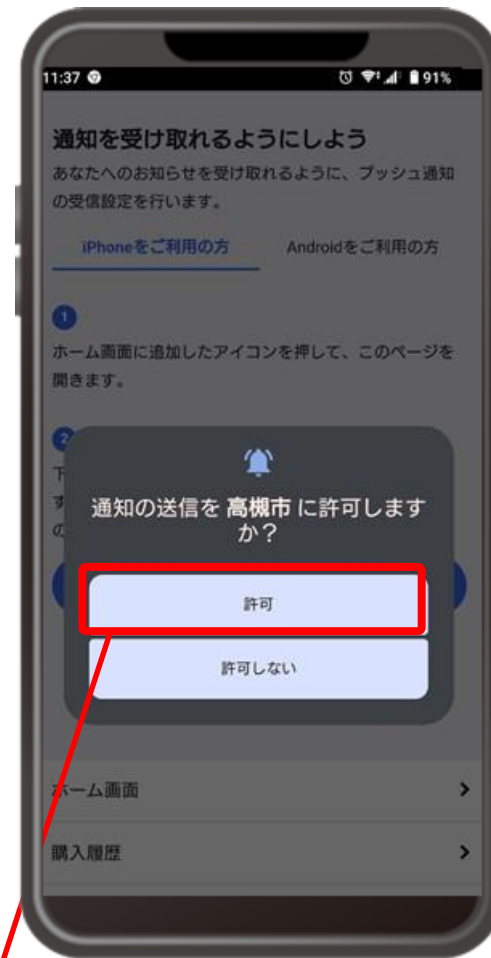 11:37
91%
通知を受け取れるようにしよう
あなたへのお知らせを受け取れるように、プッシュ通知
の受信設定を行います。
iPhoneをご利用の方
Androidをご利用の方
1
ホーム画面に追加したアイコンを押して、このページを
開きます。
2
下
す
の
通知の送信を 高槻市 に許可します
か？
許可
許可しない
ホーム画面
購入履歴